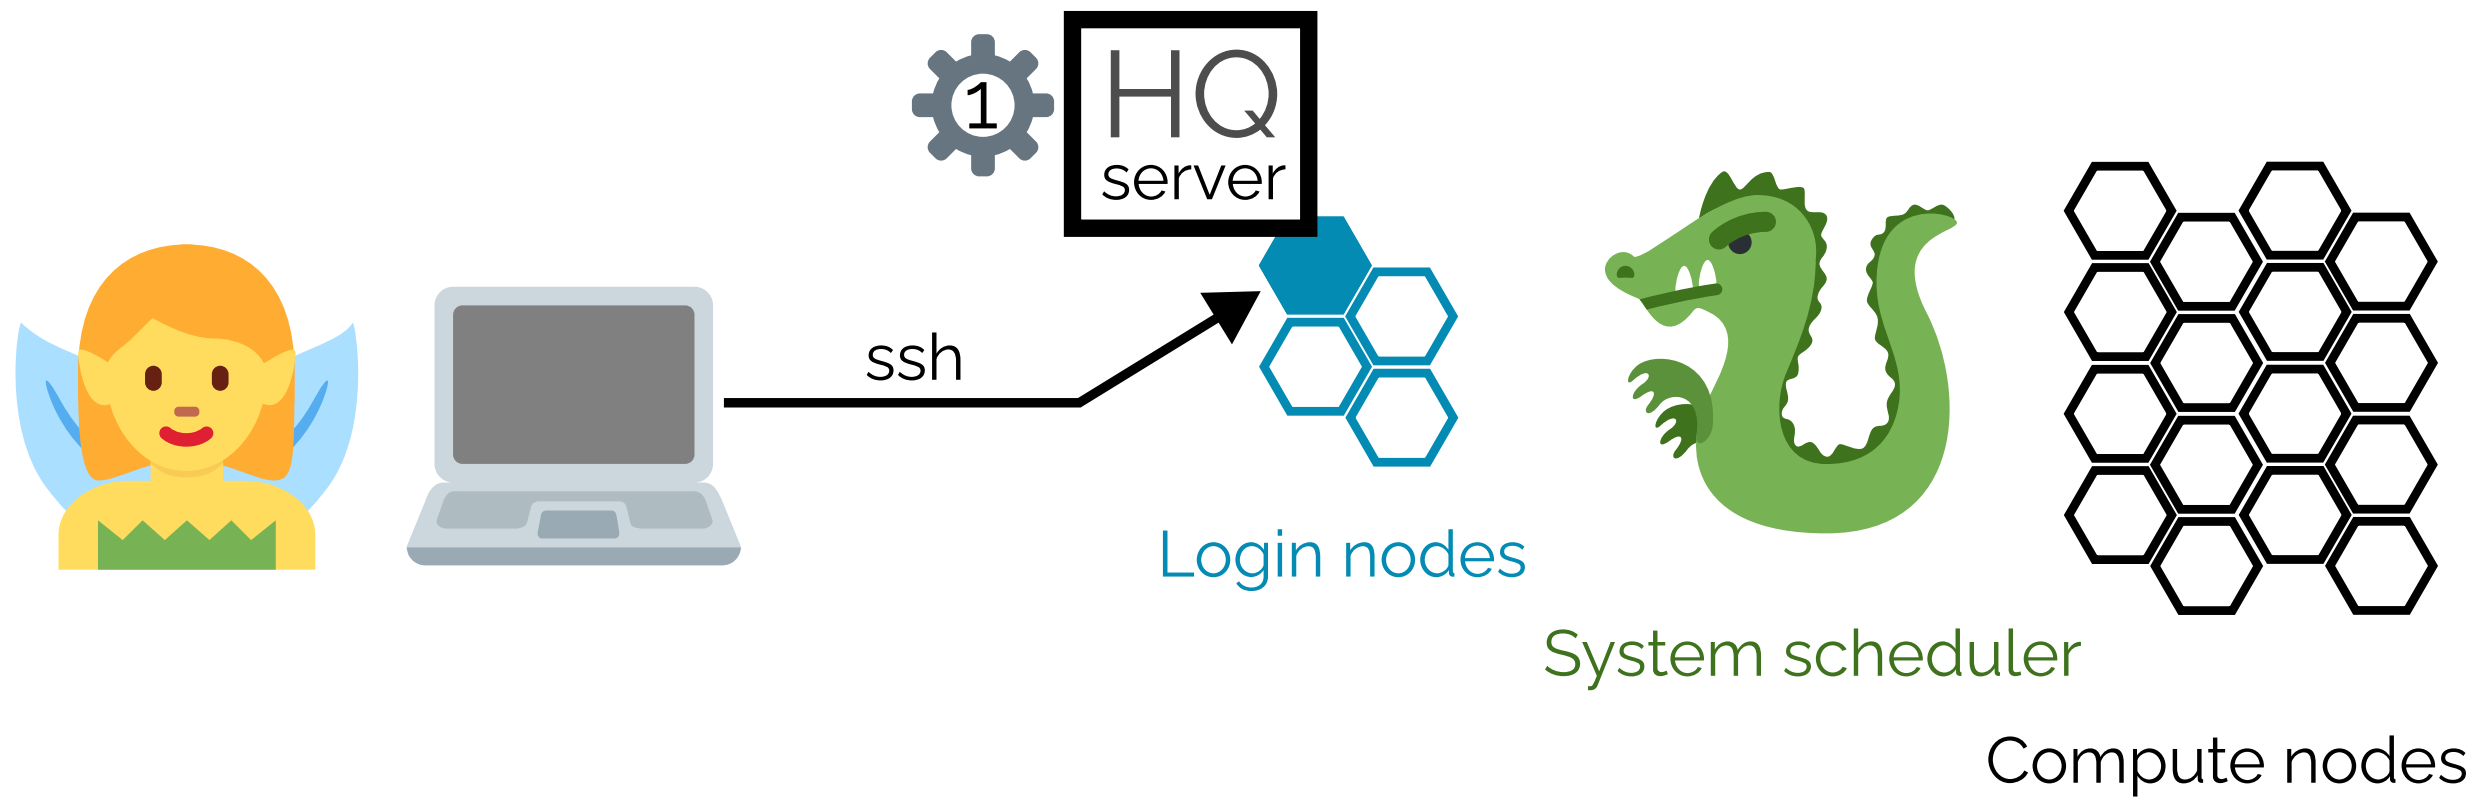 1
HQ
server
ssh
Login nodes
System scheduler
Compute nodes